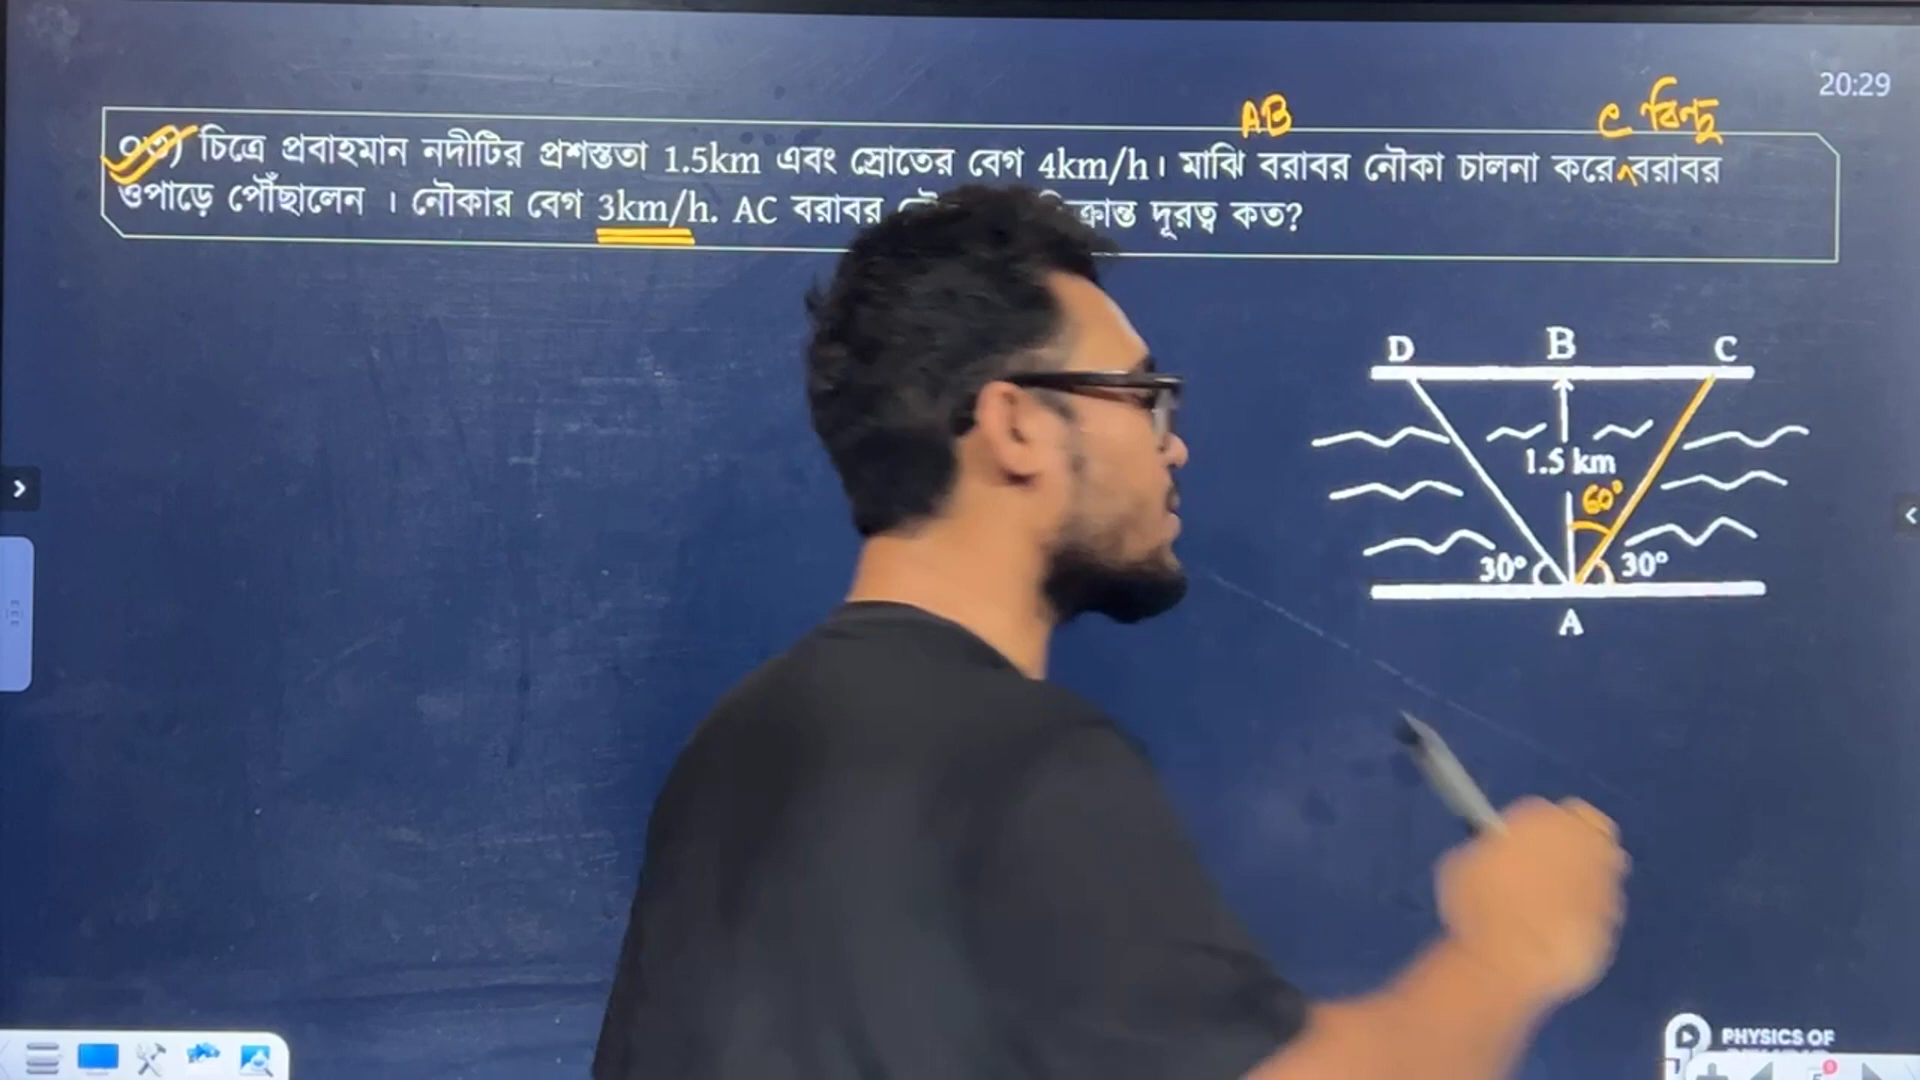 20:29
AB C বিন্দু
০৩) চিত্রে প্রবাহমান নদীটির প্রশস্ততা 1.5km এবং স্রোতের বেগ 4km/h। মাঝি বরাবর নৌকা চালনা করে বরাবর
ওপাড়ে পৌঁছালেন । নৌকার বেগ 3km/h. AC বরাবর দূরত্ব কত?
D B C
1.5 km
60°
30° 30°
A
PHYSICS OF